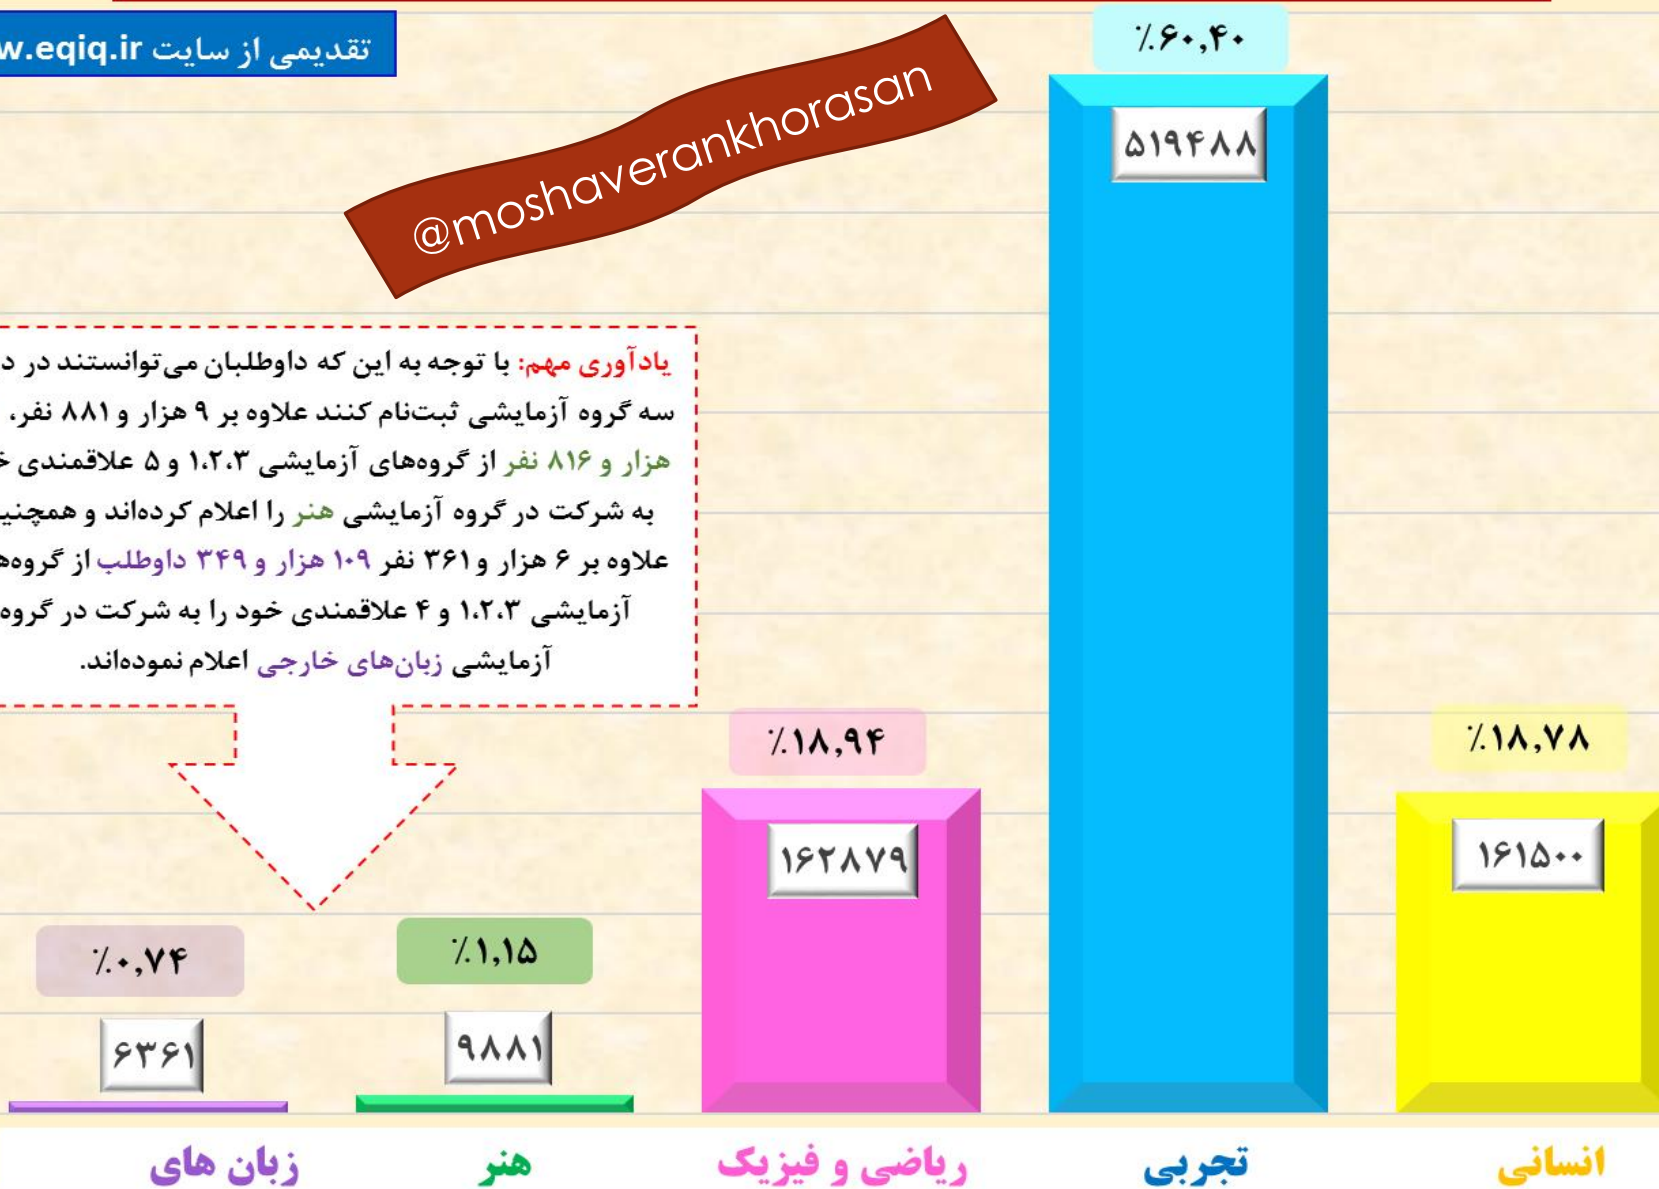 تقدیمی از سایت w.eqiq.ir
@moshaverankhorasan
٪۶۰,۴۰
۵۱۹۴۸۸
یادآوری مهم: با توجه به این که داوطلبان می‌توانستند در
سه گروه آزمایشی ثبت‌نام کنند علاوه بر ۹ هزار و ۸۸۱ نفر،
هزار و ۸۱۶ نفر از گروه‌های آزمایشی ۱،۲،۳ و ۵ علاقمندی
به شرکت در گروه آزمایشی هنر را اعلام کرده‌اند و
علاوه بر ۶ هزار و ۳۶۱ نفر ۱۰۹ هزار و ۳۴۹ داوطلب از
آزمایشی ۱،۲،۳ و ۴ علاقمندی خود را به شرکت در گروه
آزمایشی زبان‌های خارجی اعلام نموده‌اند.
٪۱۸,۷۸
٪۱۸,۹۴
۱۶۱۵۰۰
۱۶۲۸۷۹
٪۱,۱۵
٪۰,۷۴
۹۸۸۱
۶۳۶۱
انسانی
تجربی
ریاضی و فیزیک
هنر
زبان های